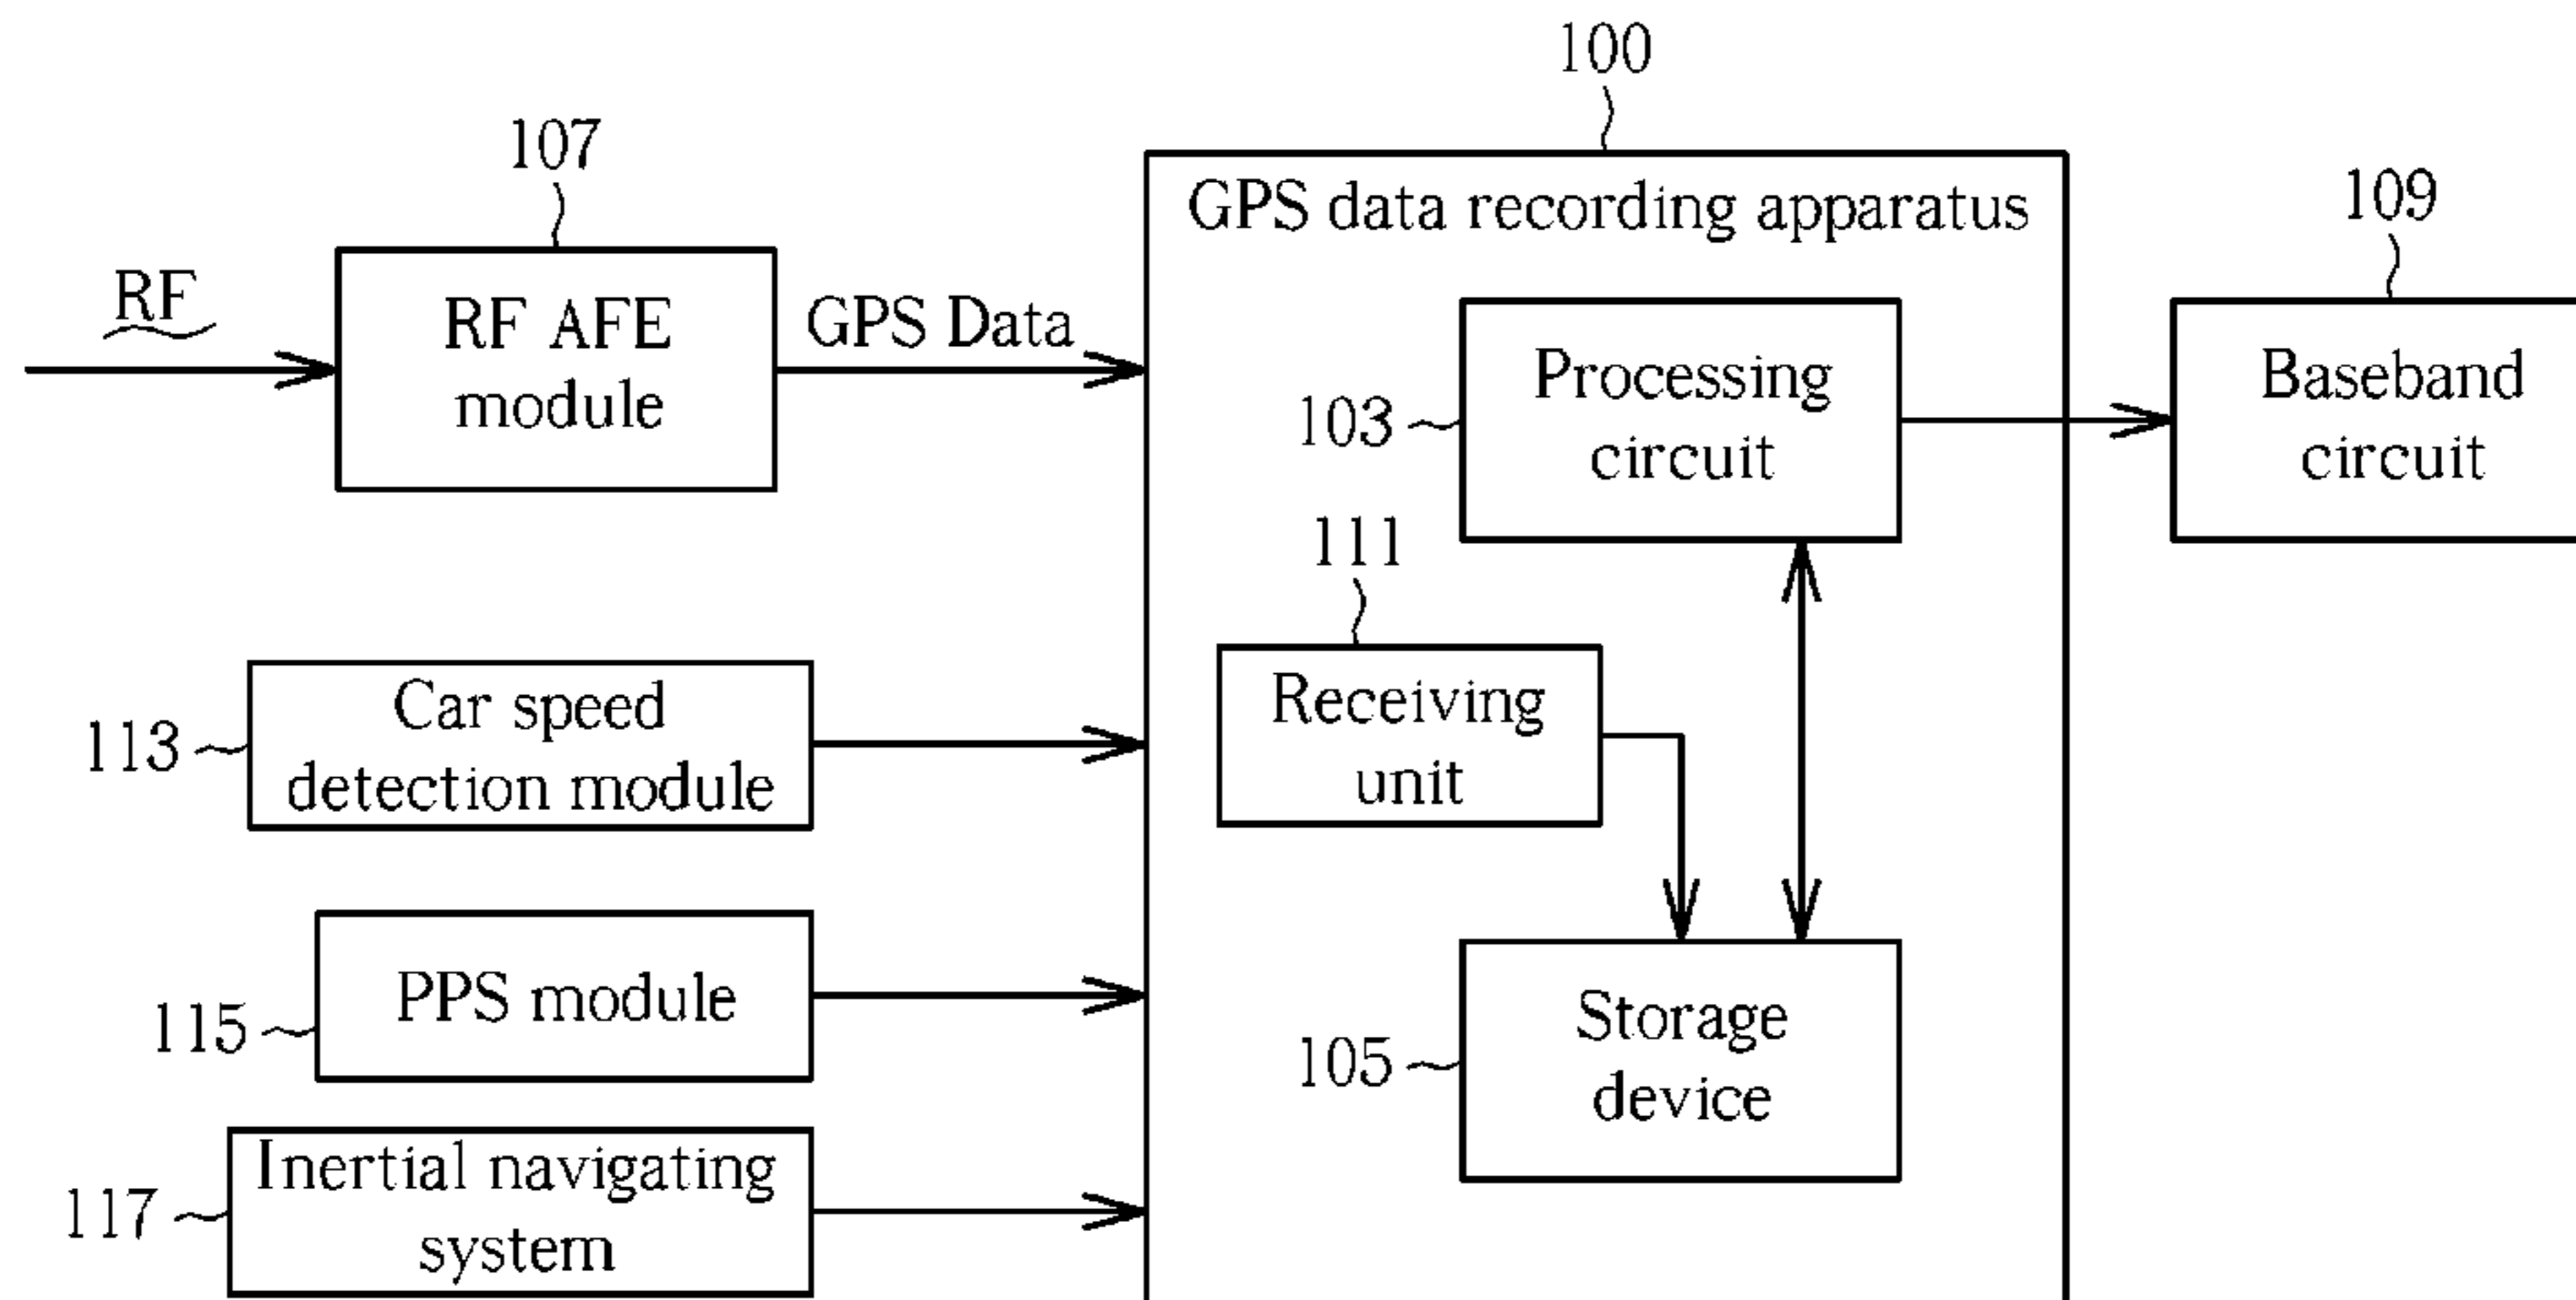 100
107
GPS data recording apparatus
109
RF
RF AFE
module
GPS Data
103
Processing
circuit
Baseband
circuit
111
Receiving
unit
113
Car speed
detection module
115
PPS module
105
Storage
device
117
Inertial navigating
system